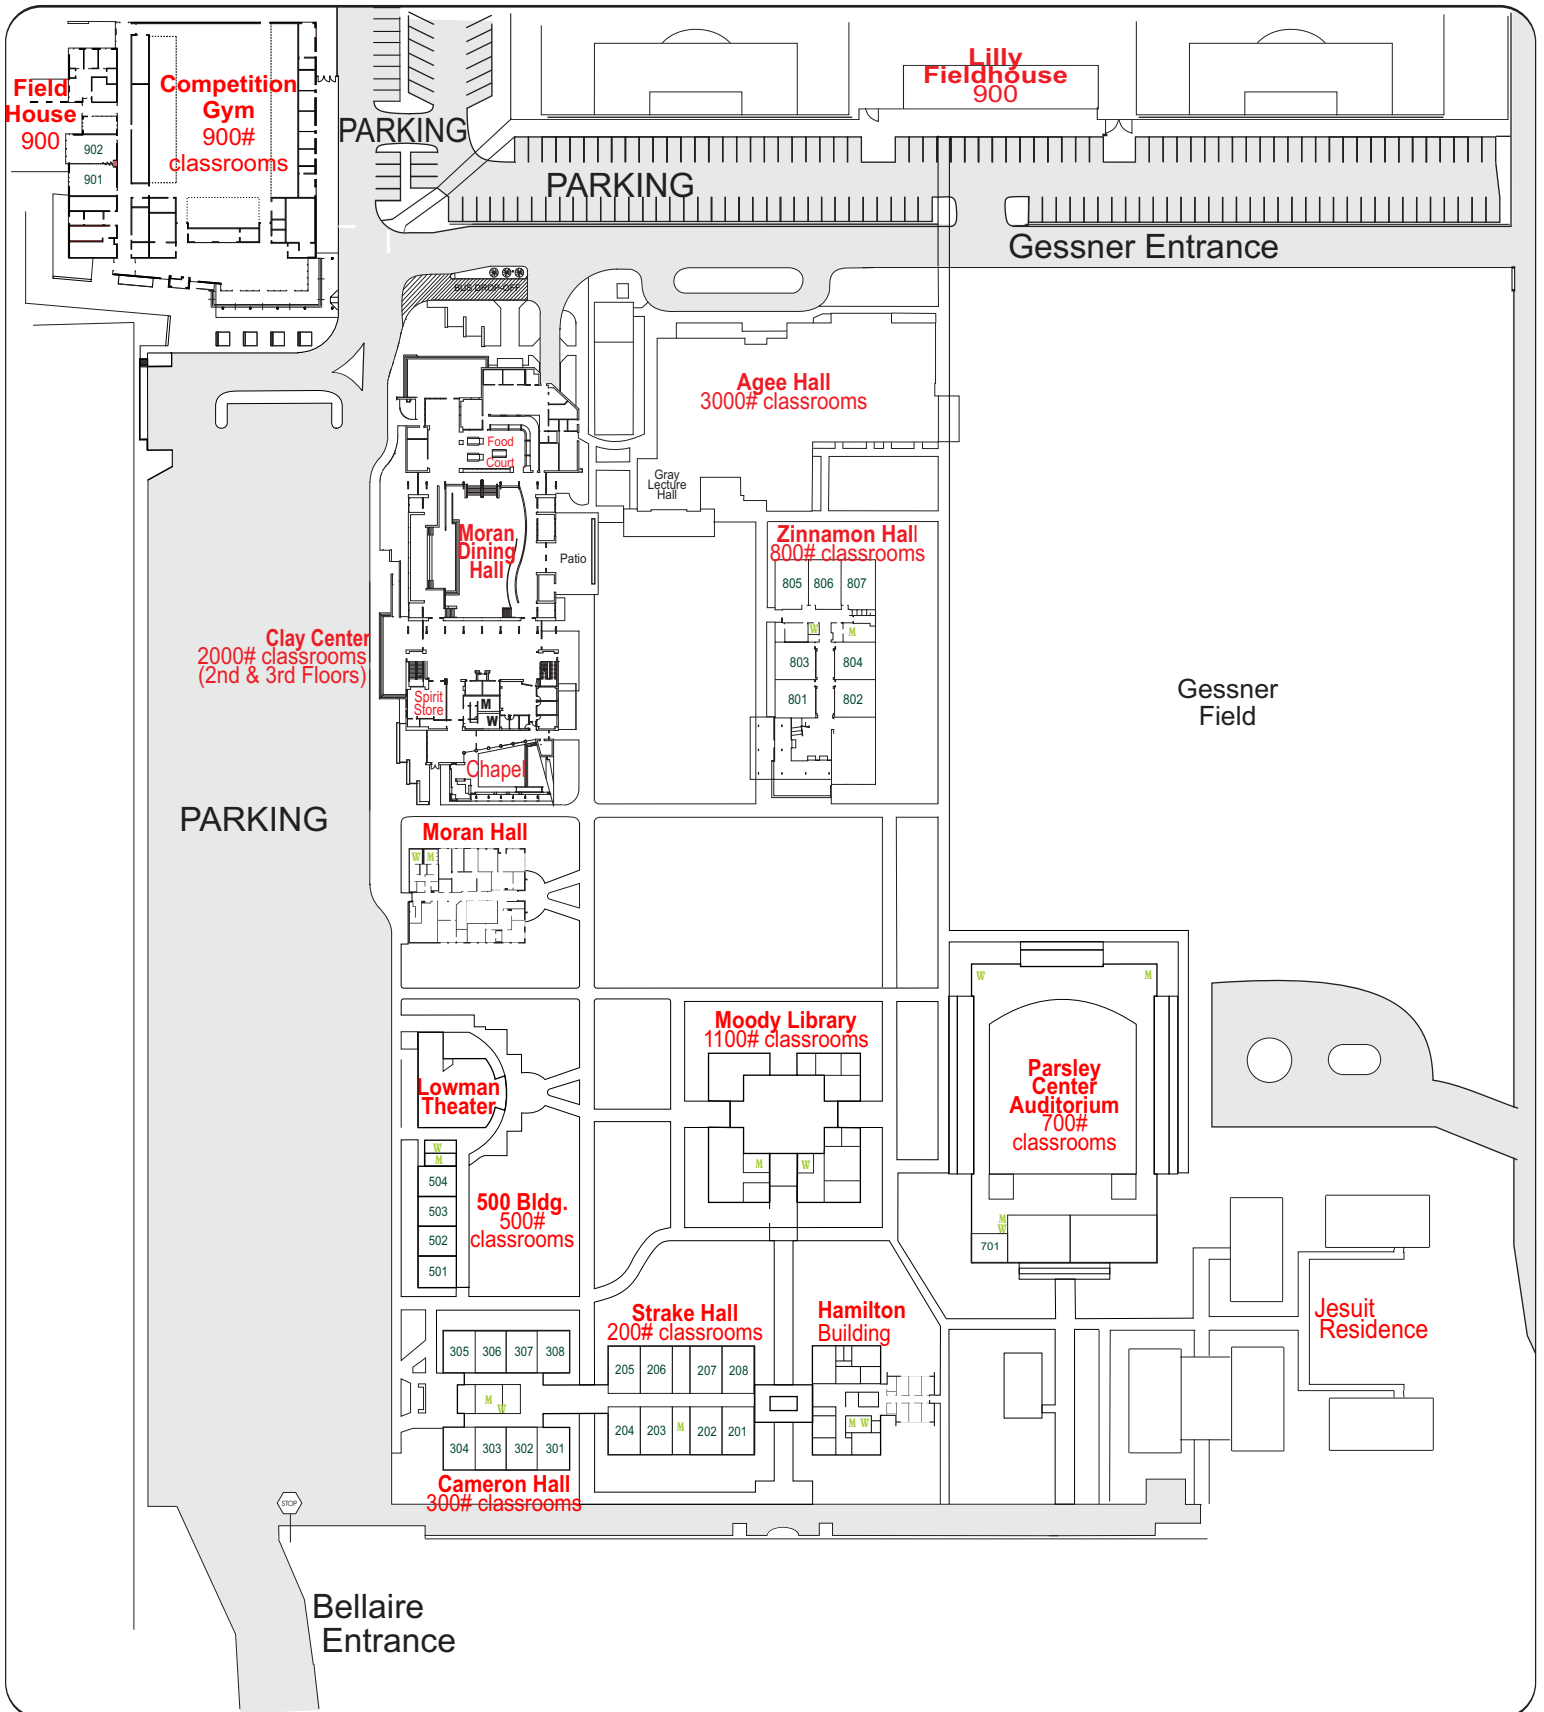 Lilly
Fieldhouse
900
Field
House
900
Competition
Gym
900#
classrooms
902
901
PARKING
PARKING
Gessner Entrance
BUS DROP-OFF
Agee Hall
3000# classrooms
Food
Court
Gray
Lecture
Hall
Moran
Dining
Hall
Patio
Zinnamon Hall
800# classrooms
805 806 807
W M
803 804
801 802
Clay Center
2000# classrooms
(2nd & 3rd Floors)
Spirit
Store
M
W
Chapel
Gessner
Field
PARKING
Moran Hall
W M
Lowman
Theater
W
M
504
503
502
501
500 Bldg.
500#
classrooms
Moody Library
1100# classrooms
M W
W M
Parsley
Center
Auditorium
700#
classrooms
M
W
701
Jesuit
Residence
Strake Hall
200# classrooms
205 206 207 208
204 203 M 202 201
Hamilton
Building
M W
305 306 307 308
M
W
304 303 302 301
Cameron Hall
300# classrooms
STOP
Bellaire
Entrance